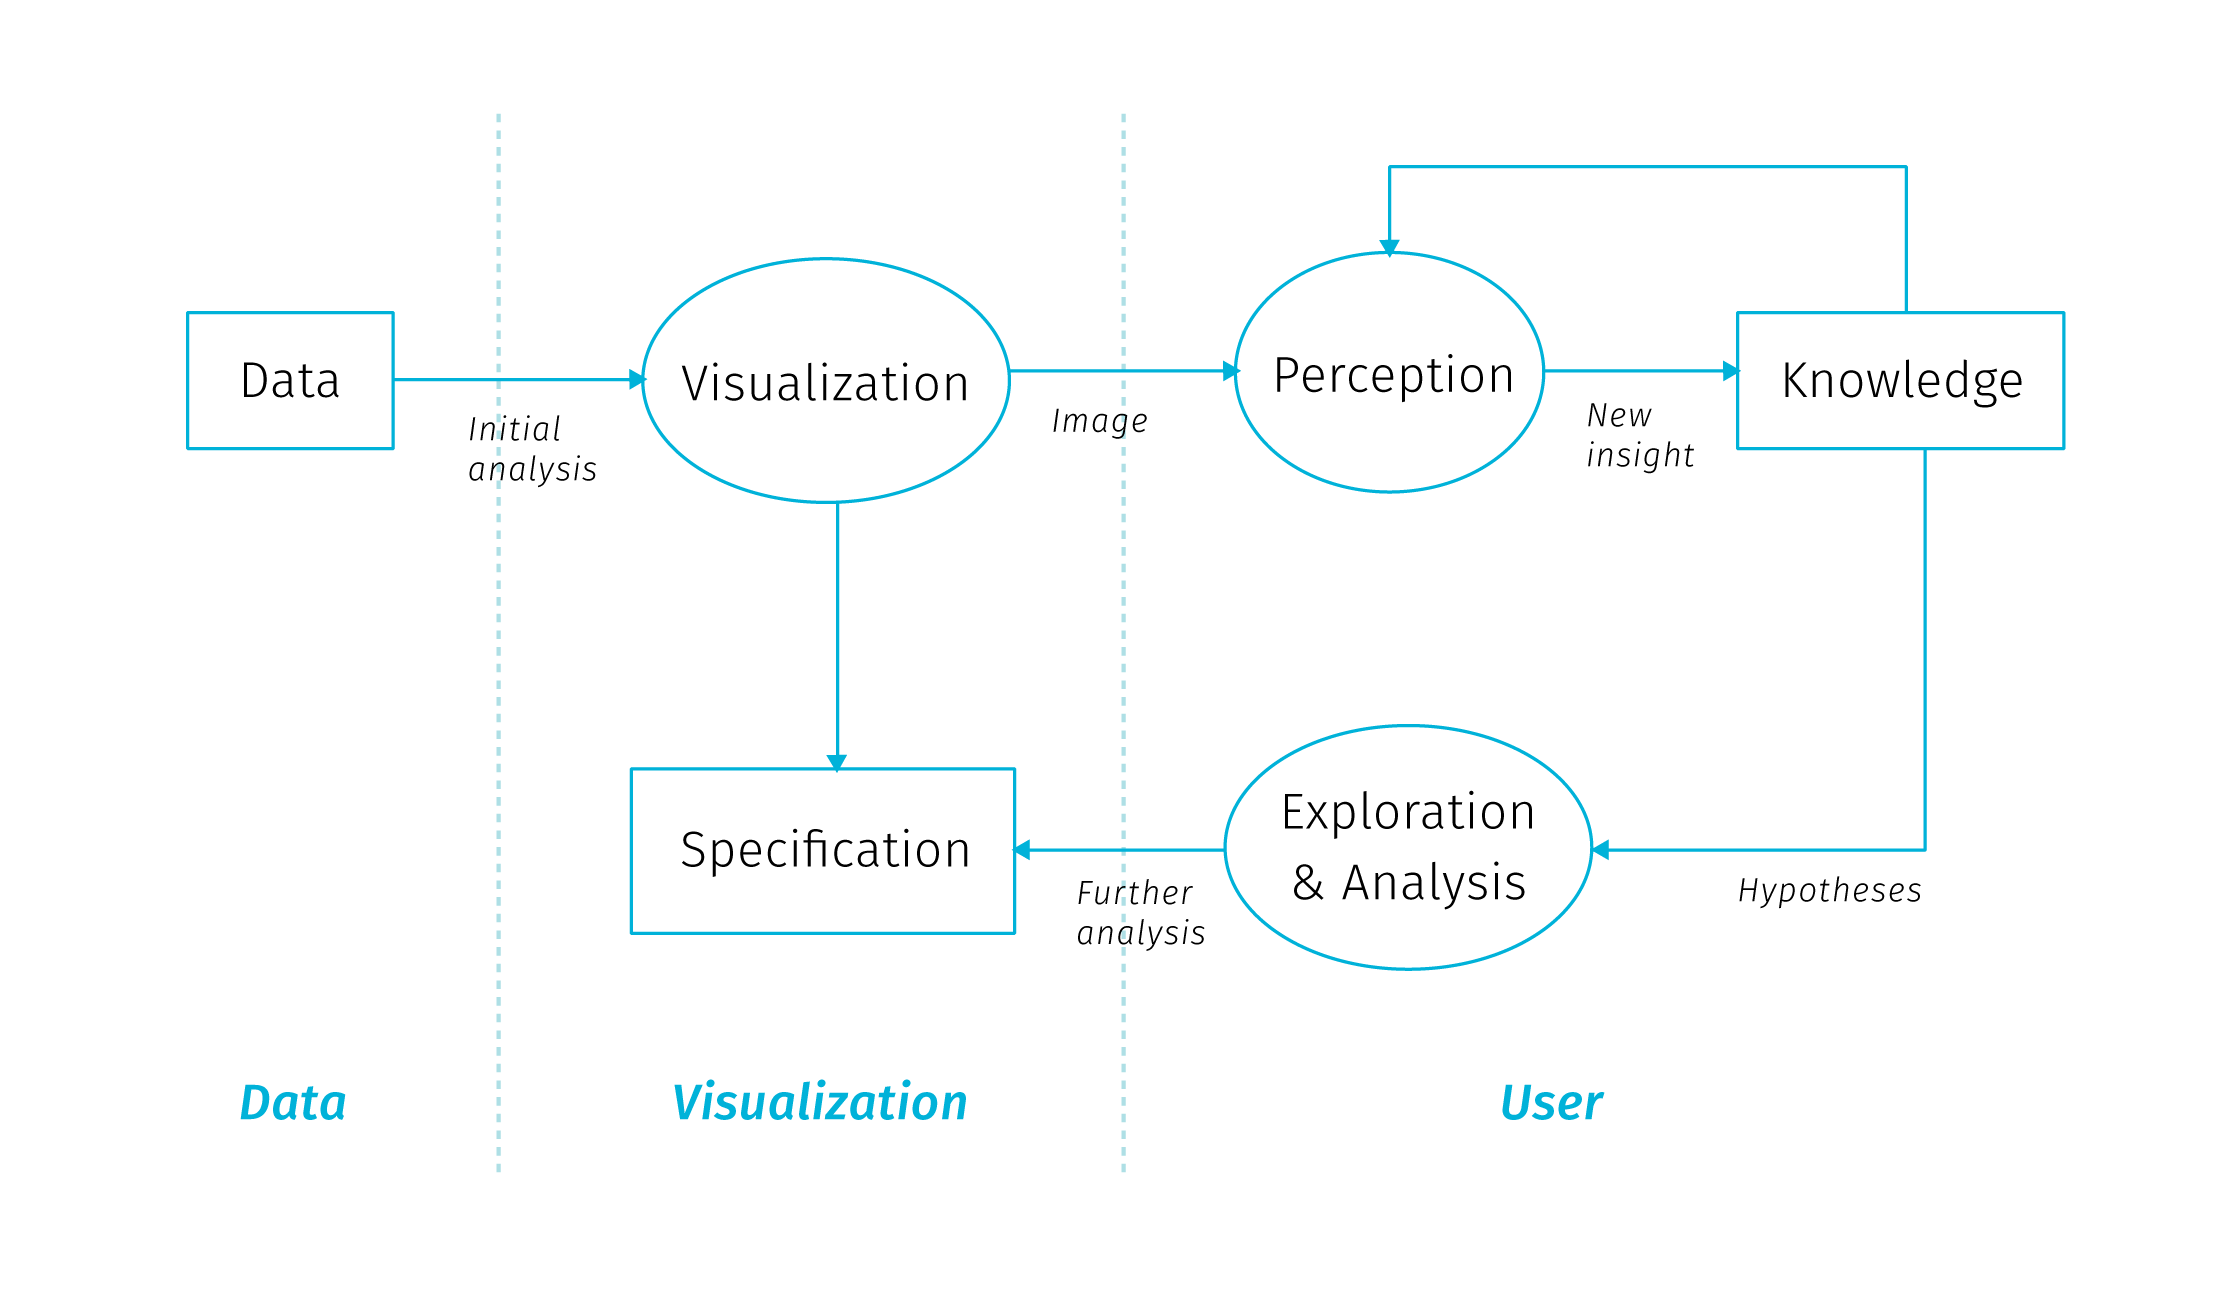 Data
Initial
analysis
Visualization
Image
Perception
New
insight
Knowledge
Specification
Further
analysis
Exploration
& Analysis
Hypotheses
Data
Visualization
User